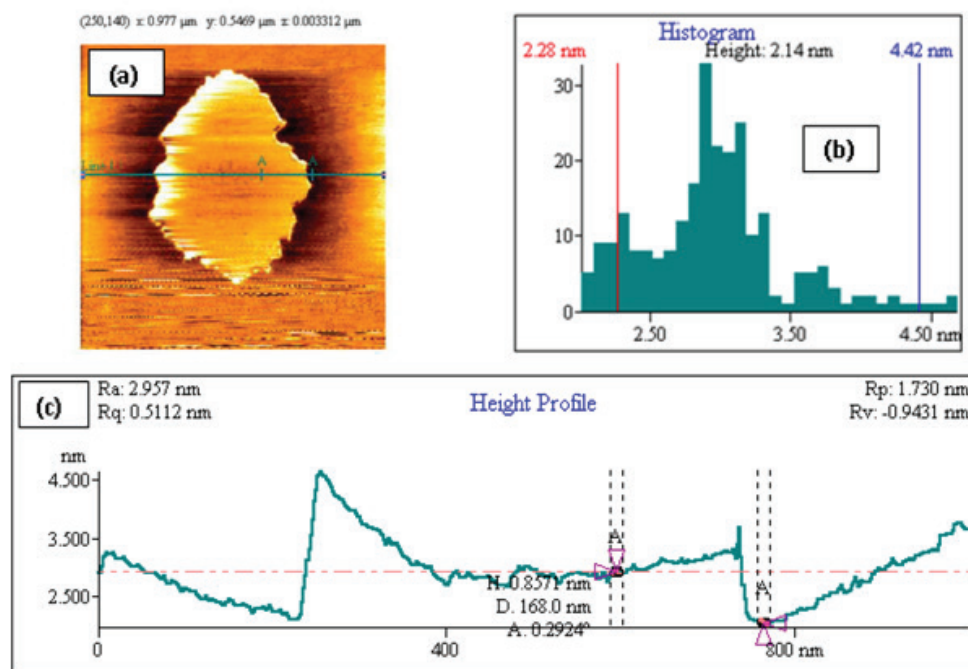 (250,140) x: 0.977 µm y: 0.5469 µm z: 0.003312 µm
(a)
A A
Histogram
2.28 nm Height: 2.14 nm 4.42 nm
30
20
10
0
(b)
2.50 3.50 4.50 nm
(c)
Ra: 2.957 nm
Rq: 0.5112 nm
Height Profile
Rp: 1.730 nm
Rv: -0.9431 nm
nm
4.500
3.500
2.500
A
H. 0.8571 nm
D. 168.0 nm
A: 0.2924°
A
400 800 nm